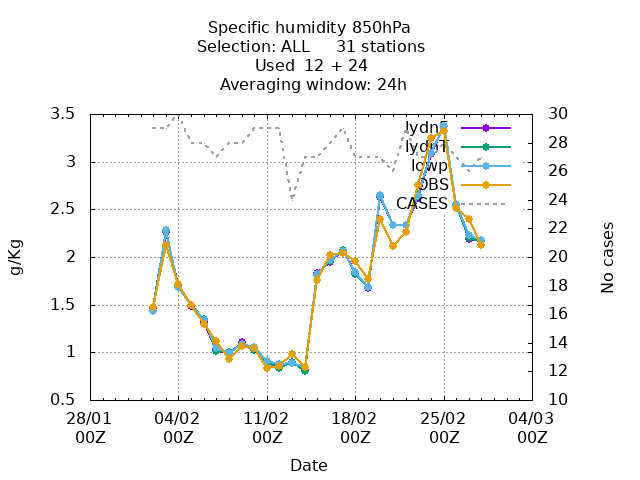 Specific humidity 850hPa
Selection: ALL 31 stations
Used 12 + 24
Averaging window: 24h
3.5
3
2.5
2
1.5
1
0.5
g/Kg
30
28
26
24
22
20
18
16
14
12
10
No cases
lydnF
lydnT
lowp
OBS
CASES
28/01 04/02 11/02 18/02 25/02 04/03
00Z 00Z 00Z 00Z 00Z 00Z
Date